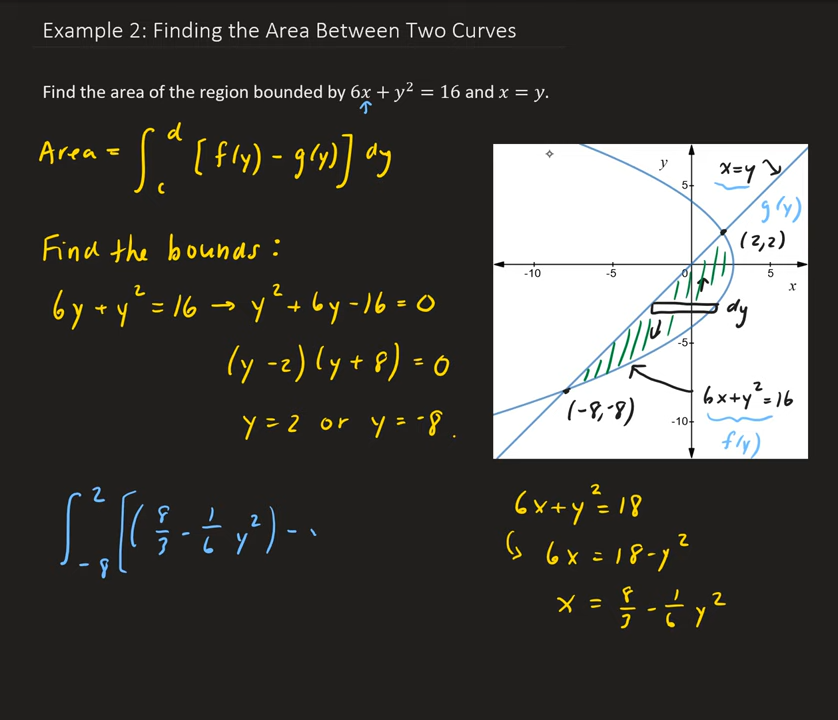 Example 2: Finding the Area Between Two Curves
Find the area of the region bounded by 6x + y² = 16 and x = y.
Area = ∫_c^d [f(y) - g(y)] dy
Find the bounds:
6y + y² = 16 → y² + 6y - 16 = 0
(y - 2)(y + 8) = 0
y = 2 or y = -8.
∫_{-8}^{2} [(8/3 - 1/6 y²) -
y
x = y
5
g(y)
(2,2)
-10
-5
0
5
x
dy
-5
6x + y² = 16
(-8,-8)
-10
f(y)
6x + y² = 18
6x = 18 - y²
x = 8/3 - 1/6 y²